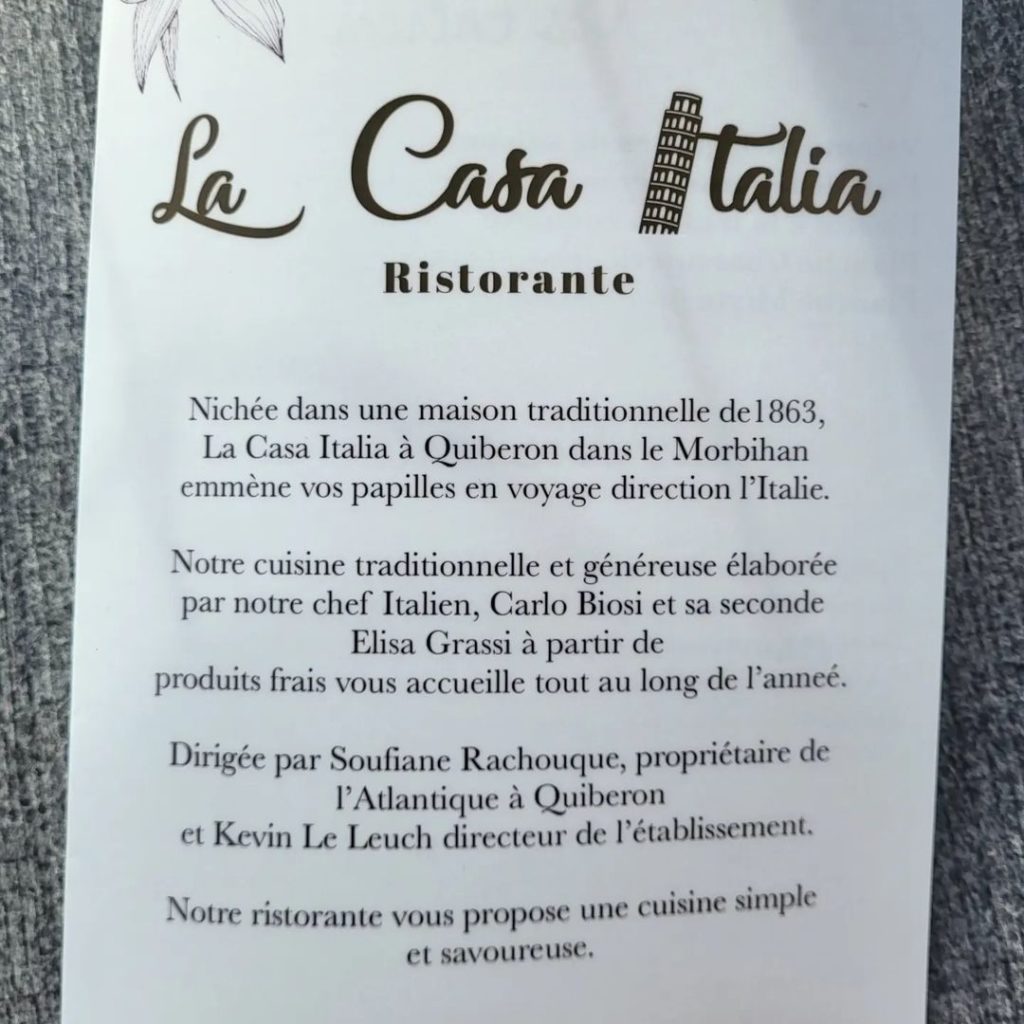 La Casa Italia
Ristorante
Nichée dans une maison traditionnelle de1863,
La Casa Italia à Quiberon dans le Morbihan
emmène vos papilles en voyage direction l’Italie.
Notre cuisine traditionnelle et généreuse élaborée
par notre chef Italien, Carlo Biosi et sa seconde
Elisa Grassi à partir de
produits frais vous accueille tout au long de l’anneé.
Dirigée par Soufiane Rachouque, propriétaire de
l’Atlantique à Quiberon
et Kevin Le Leuch directeur de l’établissement.
Notre ristorante vous propose une cuisine simple
et savoureuse.